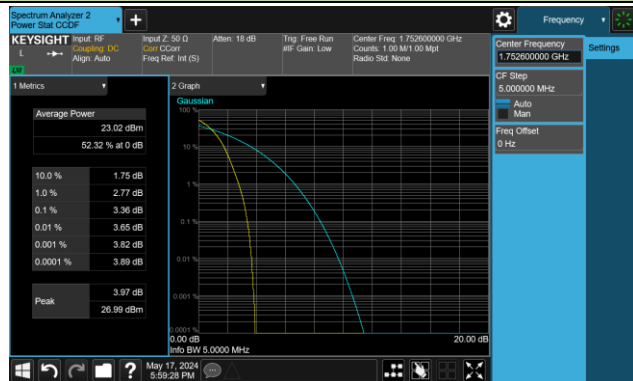 Spectrum Analyzer 2
Power Stat CCDF
Frequency
KEYSIGHT
L
Input: RF
Coupling: DC
Align: Auto
Input Z: 50 Ω
Corr CCorr
Freq Ref: Int (S)
Atten: 18 dB
Trig: Free Run
#IF Gain: Low
Center Freq: 1.752600000 GHz
Counts: 1.00 M/1.00 Mpt
Radio Std: None
Center Frequency
1.752600000 GHz
Settings
CF Step
5.000000 MHz
Auto
Man
Freq Offset
0 Hz
1 Metrics
Average Power
23.02 dBm
52.32 % at 0 dB
10.0 % 1.75 dB
1.0 % 2.77 dB
0.1 % 3.36 dB
0.01 % 3.65 dB
0.001 % 3.82 dB
0.0001 % 3.89 dB
Peak
3.97 dB
26.99 dBm
2 Graph
Gaussian
100 %
10 %
1 %
0.1 %
0.01 %
0.001 %
0.0001 %
0.00 dB 20.00 dB
Info BW 5.0000 MHz
?
May 17, 2024
5:59:28 PM